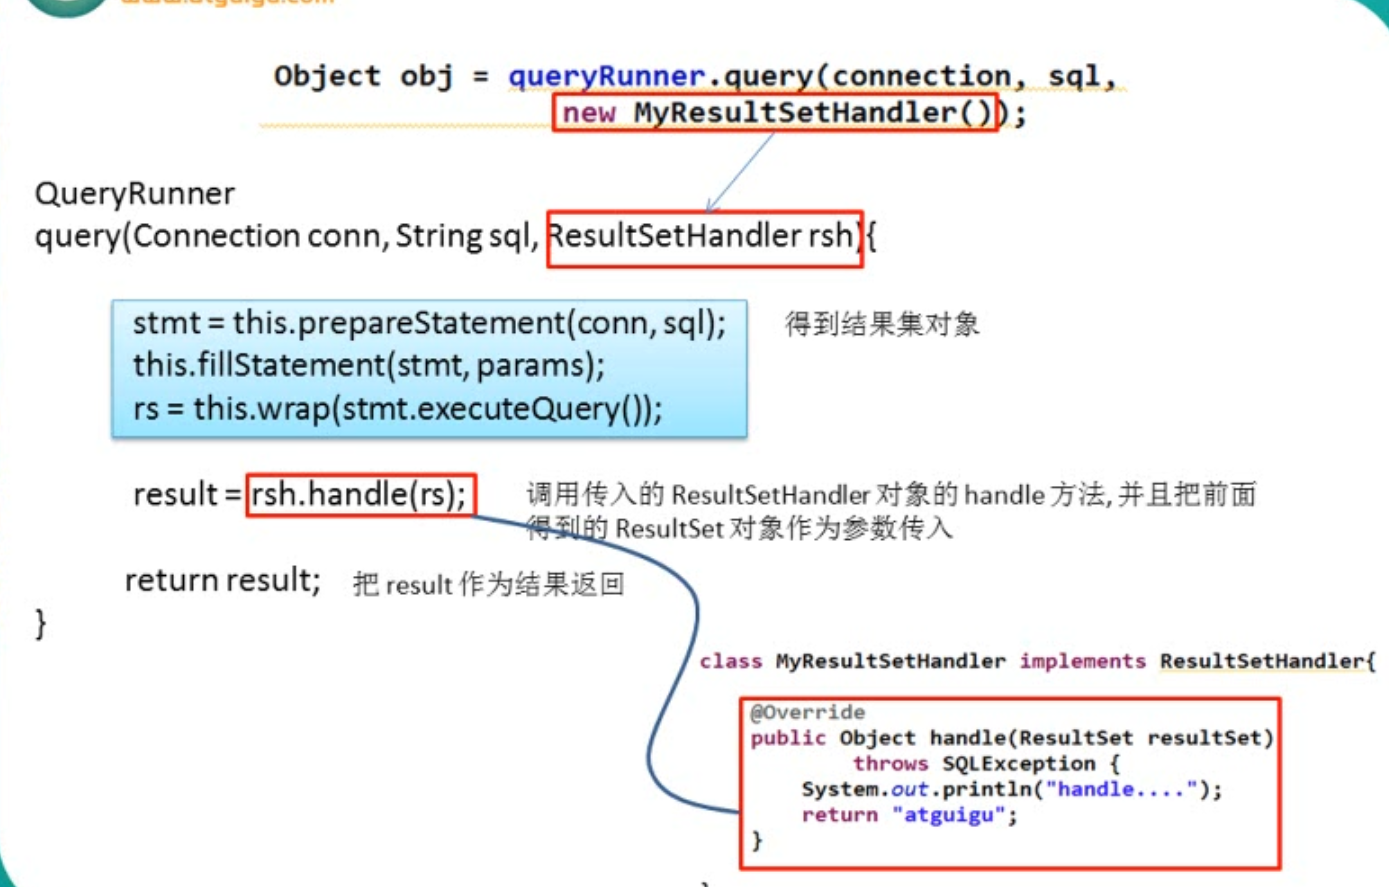 www.atguigu.com
Object obj = queryRunner.query(connection, sql,
new MyResultSetHandler());
QueryRunner
query(Connection conn, String sql, ResultSetHandler rsh){
stmt = this.prepareStatement(conn, sql);
得到结果集对象
this.fillStatement(stmt, params);
rs = this.wrap(stmt.executeQuery());
result = rsh.handle(rs);
调用传入的 ResultSetHandler 对象的 handle 方法, 并且把前面
得到的 ResultSet 对象作为参数传入
return result;
把 result 作为结果返回
}
class MyResultSetHandler implements ResultSetHandler{
@Override
public Object handle(ResultSet resultSet)
throws SQLException {
System.out.println("handle....");
return "atguigu";
}